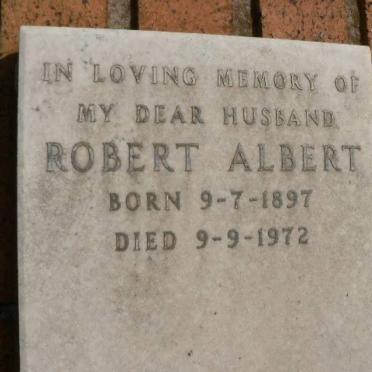 IN LOVING MEMORY OF
MY DEAR HUSBAND
ROBERT ALBERT
BORN 9-7-1897
DIED 9-9-1972